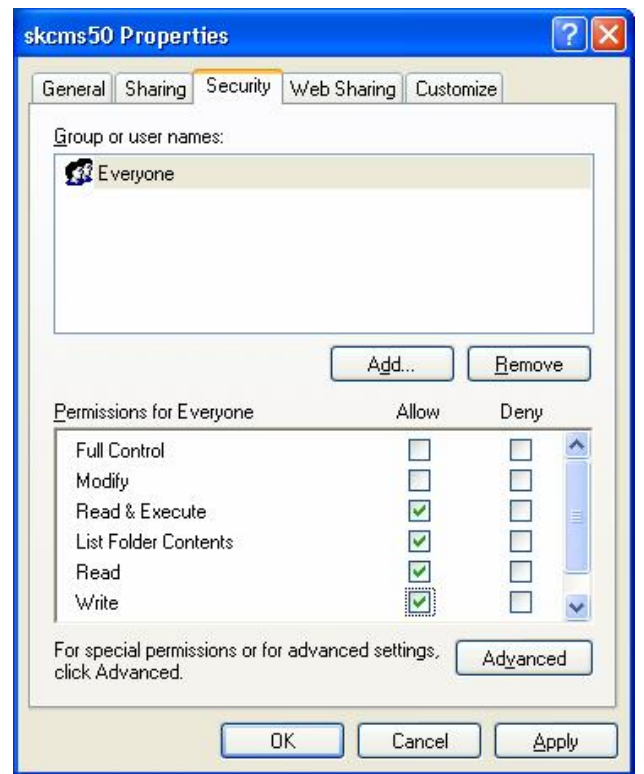 skcms50 Properties
General Sharing Security Web Sharing Customize
Group or user names:
Everyone
Add... Remove
Permissions for Everyone Allow Deny
Full Control
Modify
Read & Execute
List Folder Contents
Read
Write
For special permissions or for advanced settings,
click Advanced.
Advanced
OK Cancel Apply